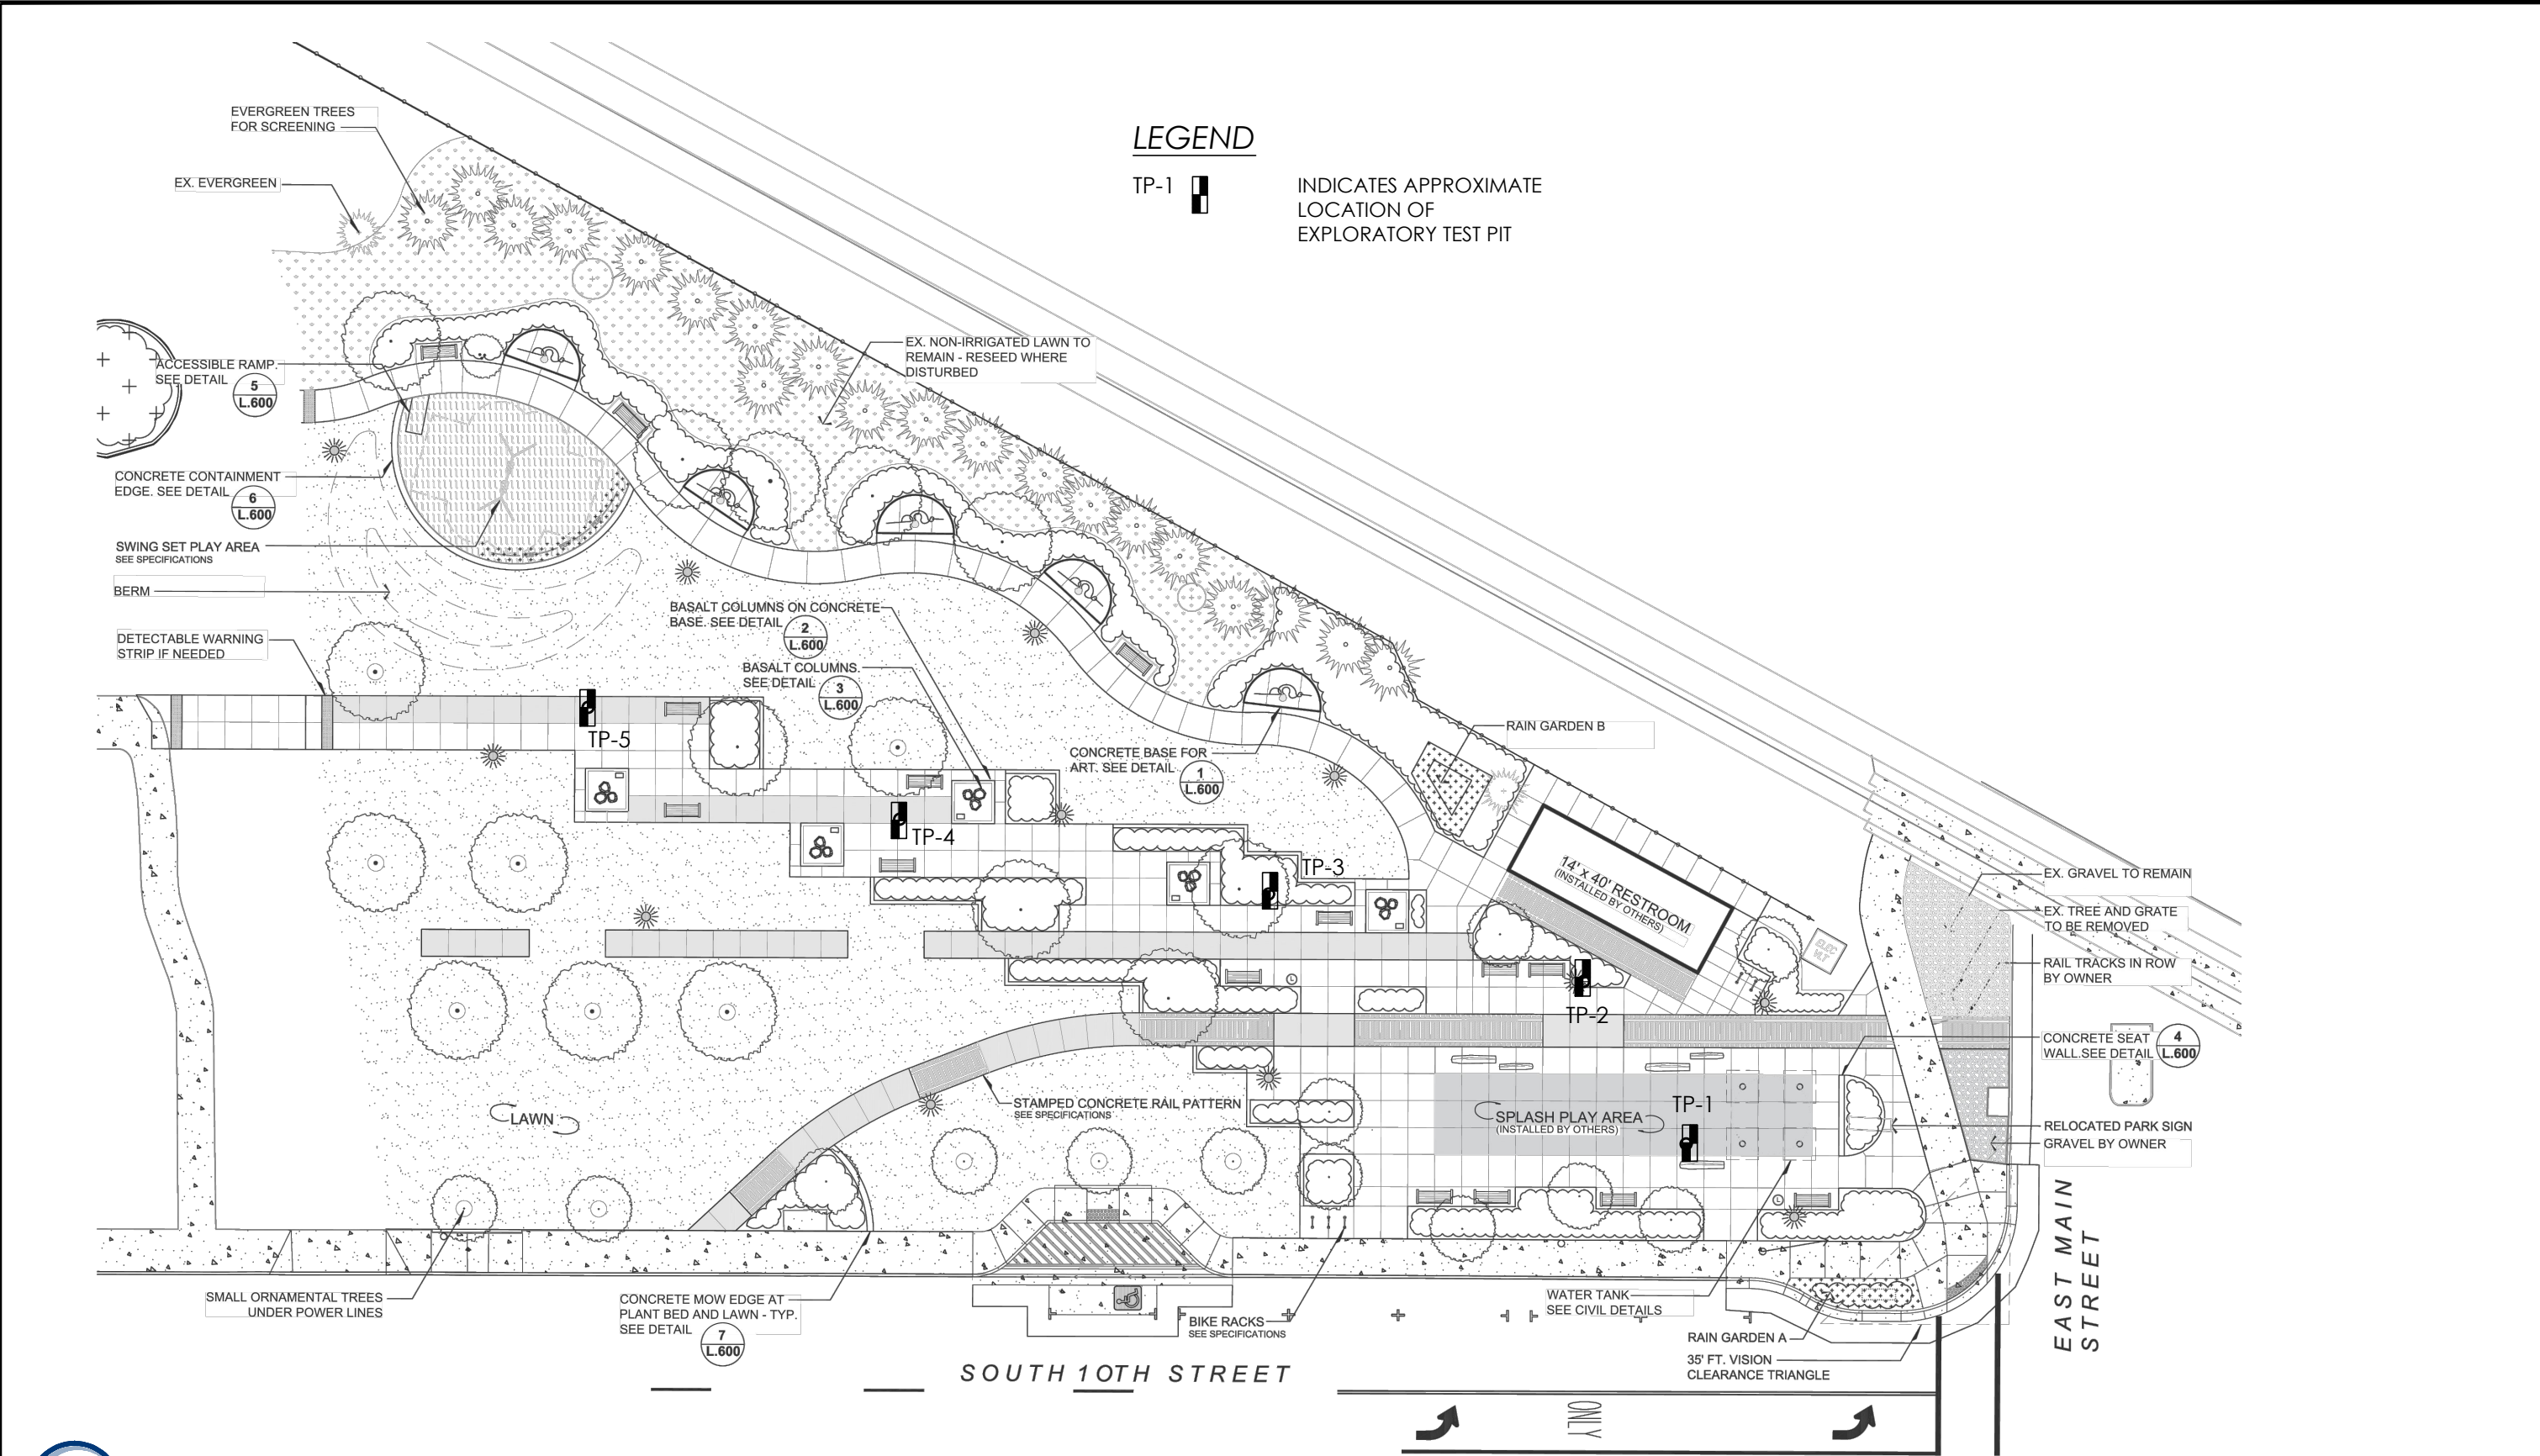 LEGEND
TP-1
INDICATES APPROXIMATE
LOCATION OF
EXPLORATORY TEST PIT
EVERGREEN TREES
FOR SCREENING
EX. EVERGREEN
EX. NON-IRRIGATED LAWN TO
REMAIN - RESEED WHERE
DISTURBED
ACCESSIBLE RAMP.
SEE DETAIL
5
L.600
CONCRETE CONTAINMENT
EDGE. SEE DETAIL
6
L.600
SWING SET PLAY AREA
SEE SPECIFICATIONS
BERM
BASALT COLUMNS ON CONCRETE
BASE. SEE DETAIL
2
L.600
DETECTABLE WARNING
STRIP IF NEEDED
BASALT COLUMNS.
SEE DETAIL
3
L.600
TP-5
RAIN GARDEN B
CONCRETE BASE FOR
ART. SEE DETAIL
1
L.600
TP-4
TP-3
14' x 40' RESTROOM
(INSTALLED BY OTHERS)
ELEC
VLT
EX. GRAVEL TO REMAIN
EX. TREE AND GRATE
TO BE REMOVED
RAIL TRACKS IN ROW
BY OWNER
TP-2
CONCRETE SEAT
WALL.SEE DETAIL
4
L.600
STAMPED CONCRETE RAIL PATTERN
SEE SPECIFICATIONS
TP-1
SPLASH PLAY AREA
(INSTALLED BY OTHERS)
LAWN
RELOCATED PARK SIGN
GRAVEL BY OWNER
EAST MAIN
STREET
SMALL ORNAMENTAL TREES
UNDER POWER LINES
CONCRETE MOW EDGE AT
PLANT BED AND LAWN - TYP.
SEE DETAIL
7
L.600
BIKE RACKS
SEE SPECIFICATIONS
WATER TANK
SEE CIVIL DETAILS
RAIN GARDEN A
35' FT. VISION
CLEARANCE TRIANGLE
SOUTH 10TH STREET
ONLY